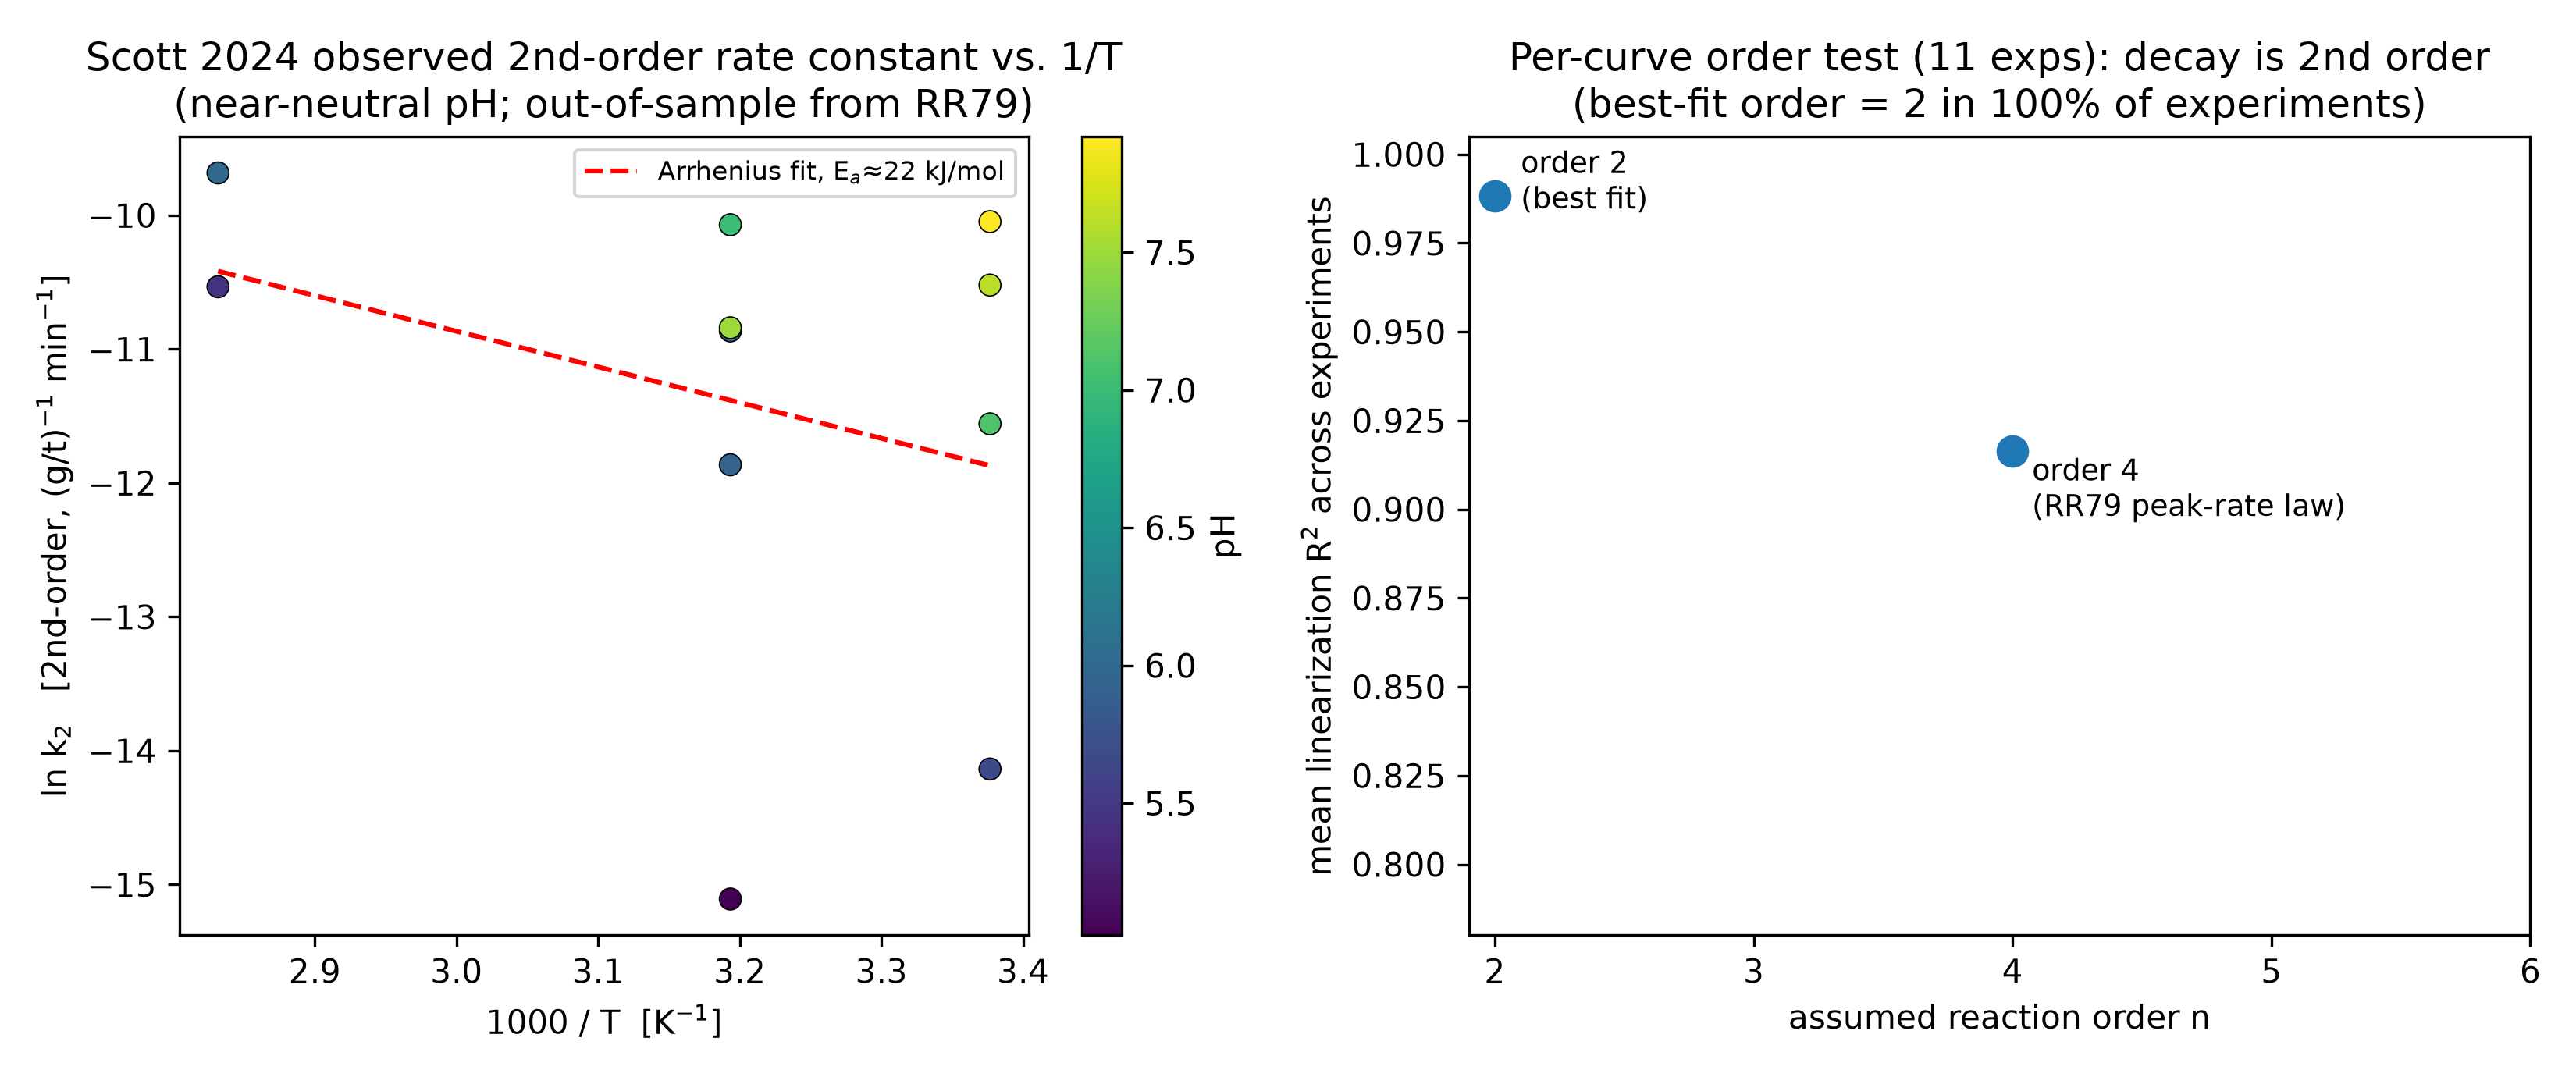 Scott 2024 observed 2nd-order rate constant vs. 1/T
(near-neutral pH; out-of-sample from RR79)
Arrhenius fit, Eₐ≈22 kJ/mol
ln k₂   [2nd-order, (g/t)⁻¹ min⁻¹]
−10
−11
−12
−13
−14
−15
2.9
3.0
3.1
3.2
3.3
3.4
1000 / T  [K⁻¹]
7.5
7.0
6.5
6.0
5.5
pH
Per-curve order test (11 exps): decay is 2nd order
(best-fit order = 2 in 100% of experiments)
mean linearization R² across experiments
1.000
0.975
0.950
0.925
0.900
0.875
0.850
0.825
0.800
order 2
(best fit)
order 4
(RR79 peak-rate law)
2
3
4
5
6
assumed reaction order n